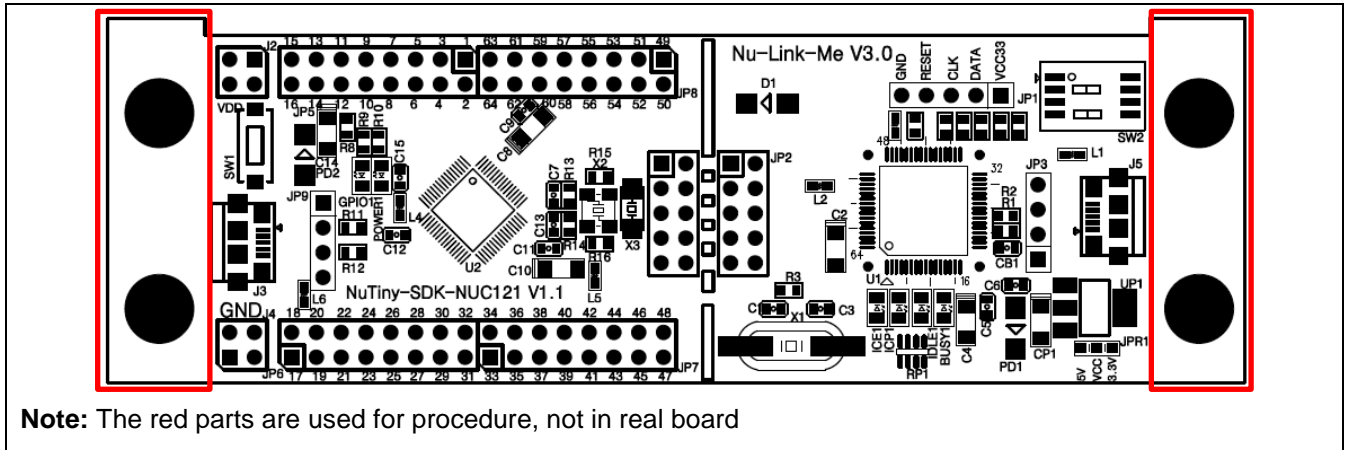 J2
15 13 11 9 7 5 3 1
63 61 59 57 55 53 51 49
Nu-Link-Me V3.0
GND
RESET
CLK
DATA
VCC33
JP1
SW2
D1
VDD
16 14 12 10 8 6 4 2
64 62 60 58 56 54 52 50
JP8
SW1
JP5
C14
PD2
R8
R9
R10
C15
C9
C8
GPIO1
POWER1
L4
C12
JP9
R11
R12
J3
L6
U2
C7
R13
C13
R14
R15
X2
X3
R16
C11
C10
L5
JP2
L2
C2
48
32
64
16
U1
L1
JP3
J5
R2
R1
CB1
R3
C1
C3
X1
ICE1
ICP1
IDLE1
BUSY1
RP1
C4
C5
C6
PD1
CP1
UP1
JPR1
5V
VCC
3.3V
NuTiny-SDK-NUC121 V1.1
GND
J4
18 20 22 24 26 28 30 32
34 36 38 40 42 44 46 48
JP6
17 19 21 23 25 27 29 31
33 35 37 39 41 43 45 47
JP7
Note: The red parts are used for procedure, not in real board